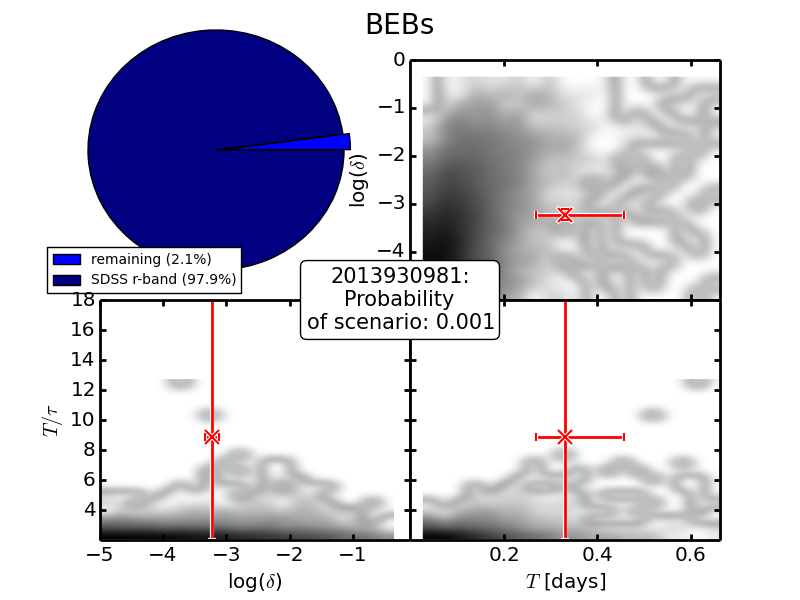 BEBs
remaining (2.1%)
SDSS r-band (97.9%)
log(δ)
0
−1
−2
−3
−4
2013930981:
Probability
of scenario: 0.001
T/τ
18
16
14
12
10
8
6
4
−5 −4 −3 −2 −1
log(δ)
0.2 0.4 0.6
T [days]